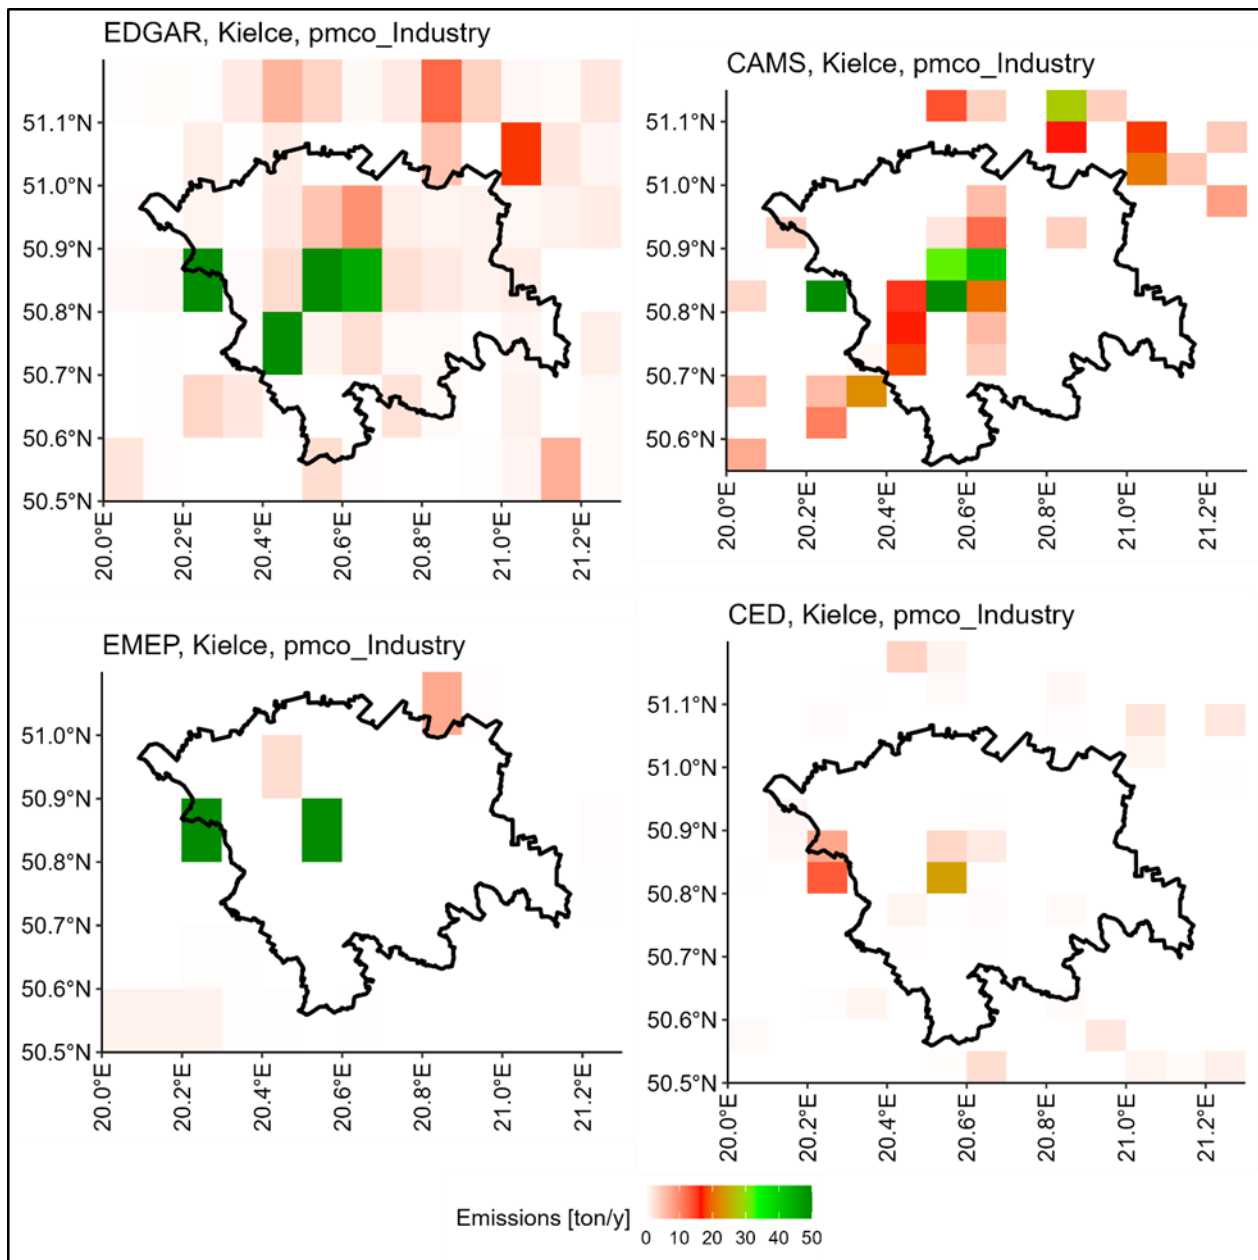 EDGAR, Kielce, pmco_Industry
51.1°N
51.0°N
50.9°N
50.8°N
50.7°N
50.6°N
50.5°N
20.0°E
20.2°E
20.4°E
20.6°E
20.8°E
21.0°E
21.2°E
CAMS, Kielce, pmco_Industry
51.1°N
51.0°N
50.9°N
50.8°N
50.7°N
50.6°N
20.0°E
20.2°E
20.4°E
20.6°E
20.8°E
21.0°E
21.2°E
EMEP, Kielce, pmco_Industry
51.0°N
50.9°N
50.8°N
50.7°N
50.6°N
50.5°N
20.0°E
20.2°E
20.4°E
20.6°E
20.8°E
21.0°E
21.2°E
CED, Kielce, pmco_Industry
51.1°N
51.0°N
50.9°N
50.8°N
50.7°N
50.6°N
50.5°N
20.0°E
20.2°E
20.4°E
20.6°E
20.8°E
21.0°E
21.2°E
Emissions [ton/y]
0 10 20 30 40 50